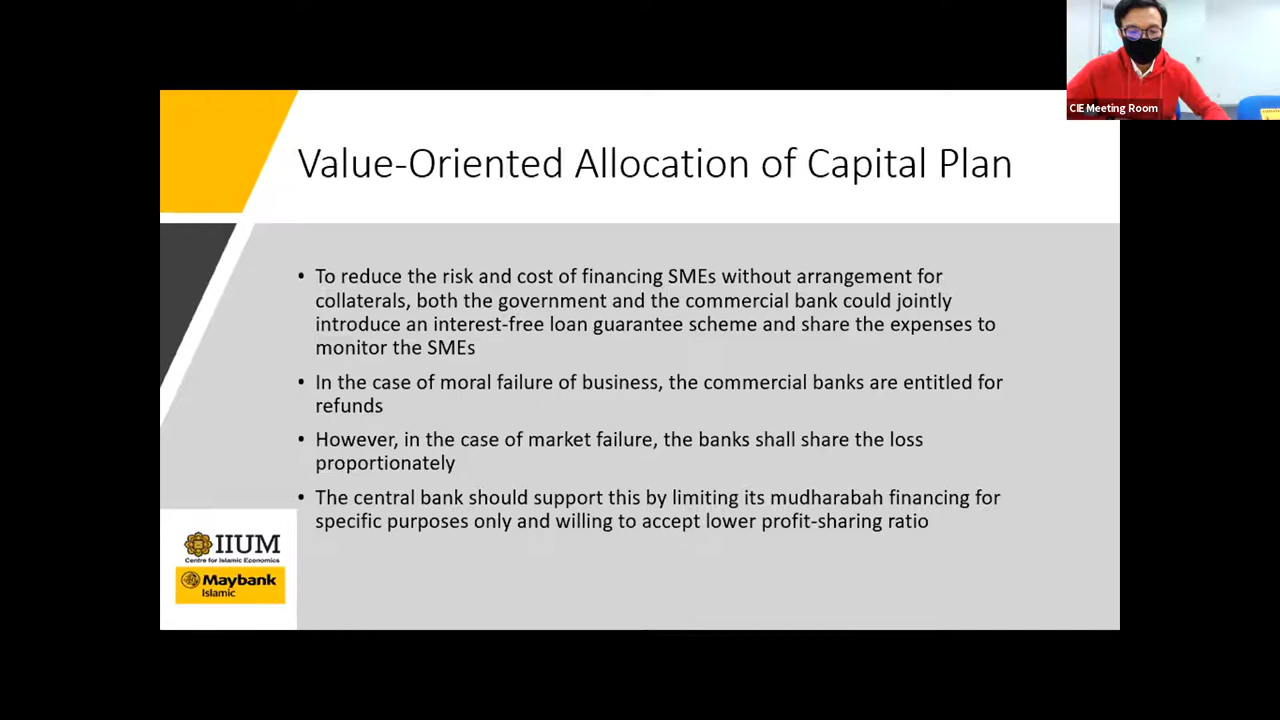 CIE Meeting Room
Value-Oriented Allocation of Capital Plan
• To reduce the risk and cost of financing SMEs without arrangement for
collaterals, both the government and the commercial bank could jointly
introduce an interest-free loan guarantee scheme and share the expenses to
monitor the SMEs
• In the case of moral failure of business, the commercial banks are entitled for
refunds
• However, in the case of market failure, the banks shall share the loss
proportionately
• The central bank should support this by limiting its mudharabah financing for
specific purposes only and willing to accept lower profit-sharing ratio
IIUM
Centre for Islamic Economics
Maybank
Islamic